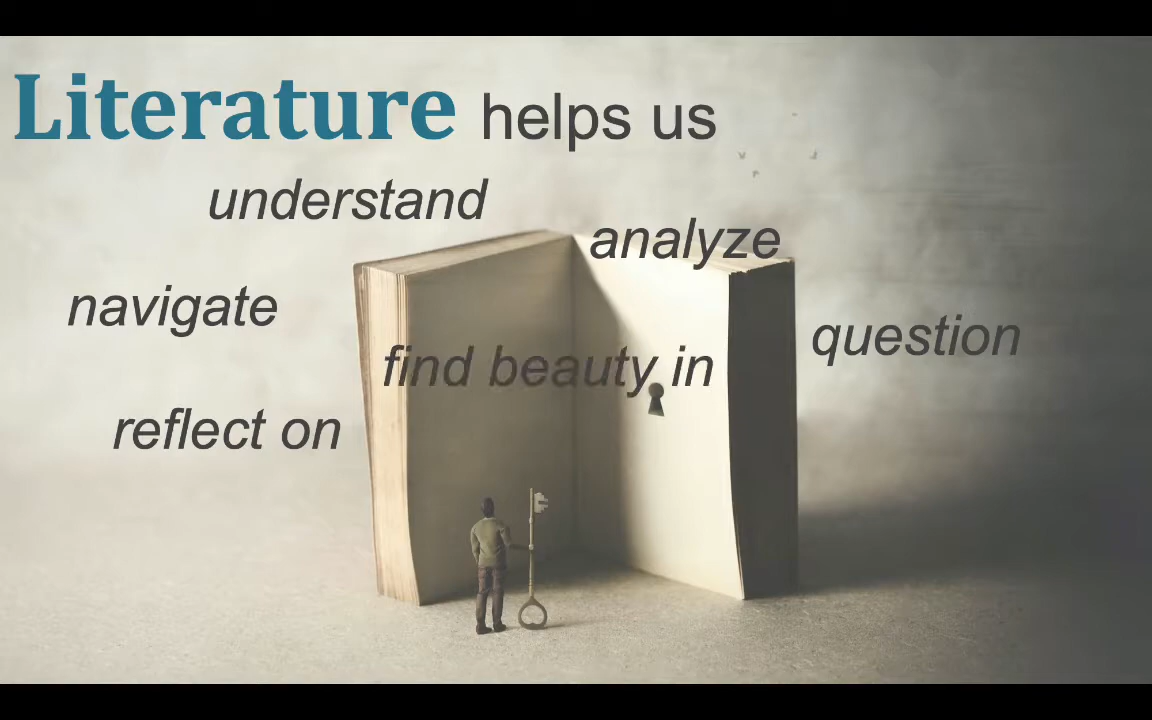 Literature helps us
understand
analyze
navigate
question
find beauty in
reflect on